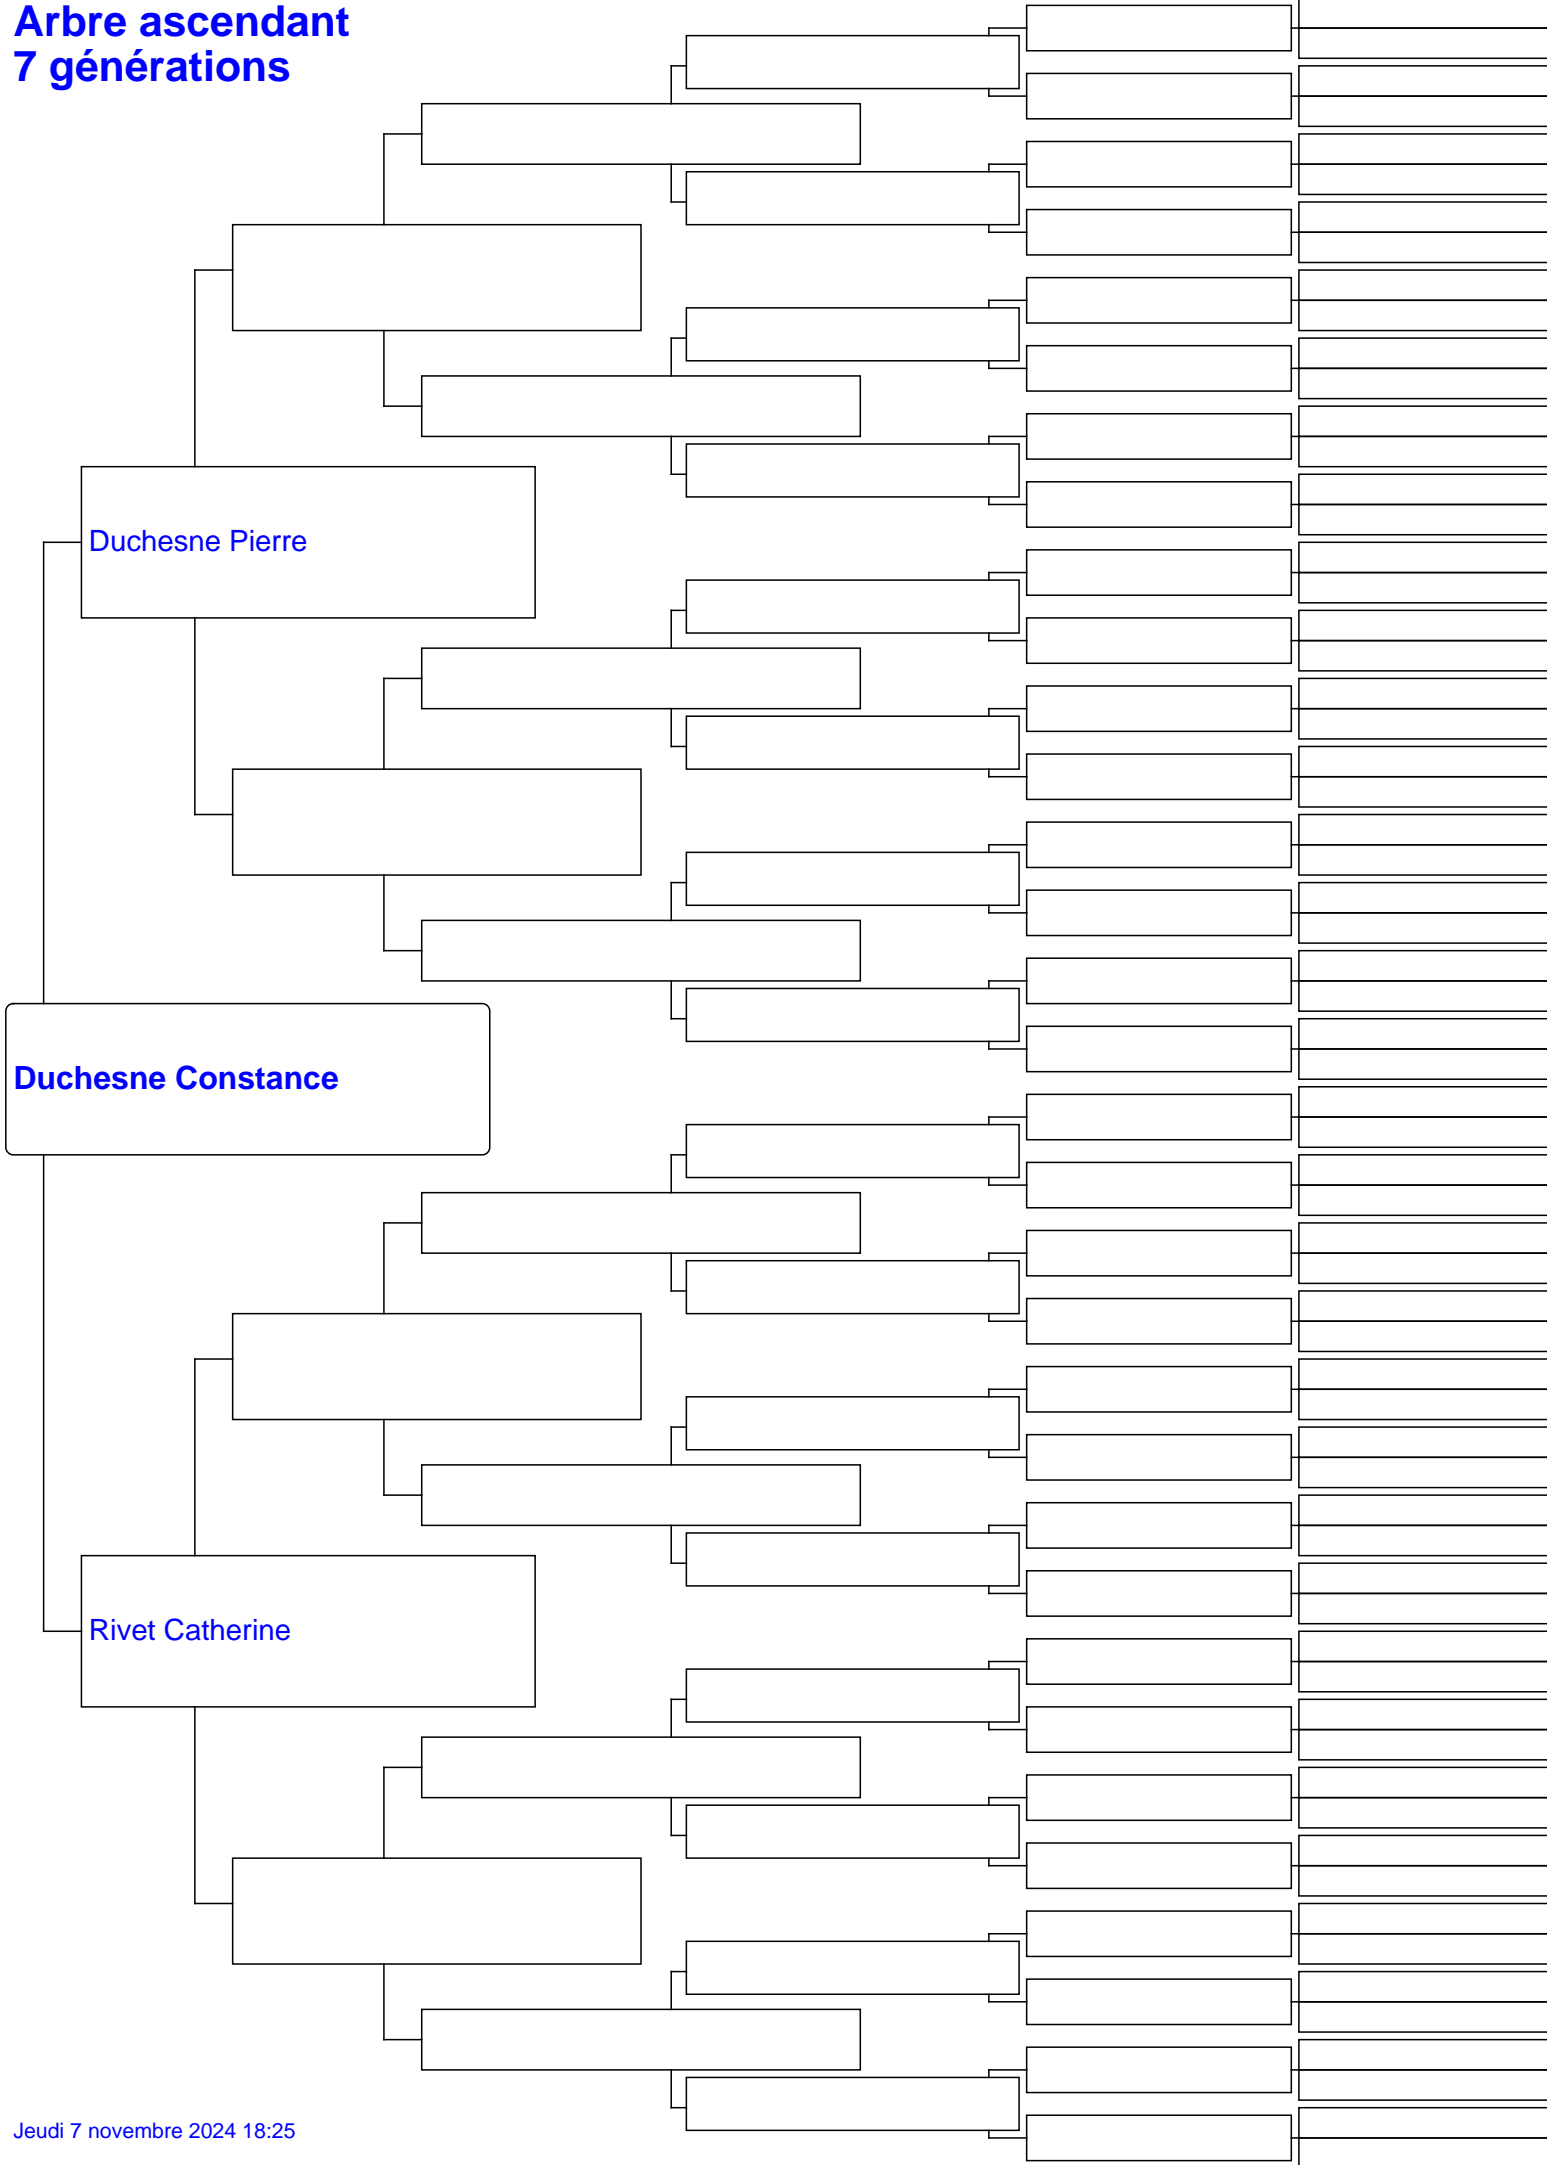 Arbre ascendant
7 générations
Duchesne Pierre
Duchesne Constance
Rivet Catherine
Jeudi 7 novembre 2024 18:25